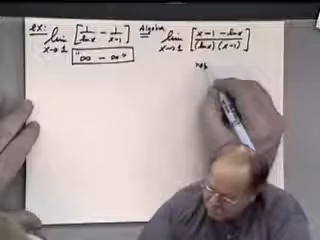 ex: lim x→1 [1/ln x − 1/(x−1)] Algebra lim x→1 [(x−1−ln x)/((ln x)(x−1))]
"∞ − ∞"